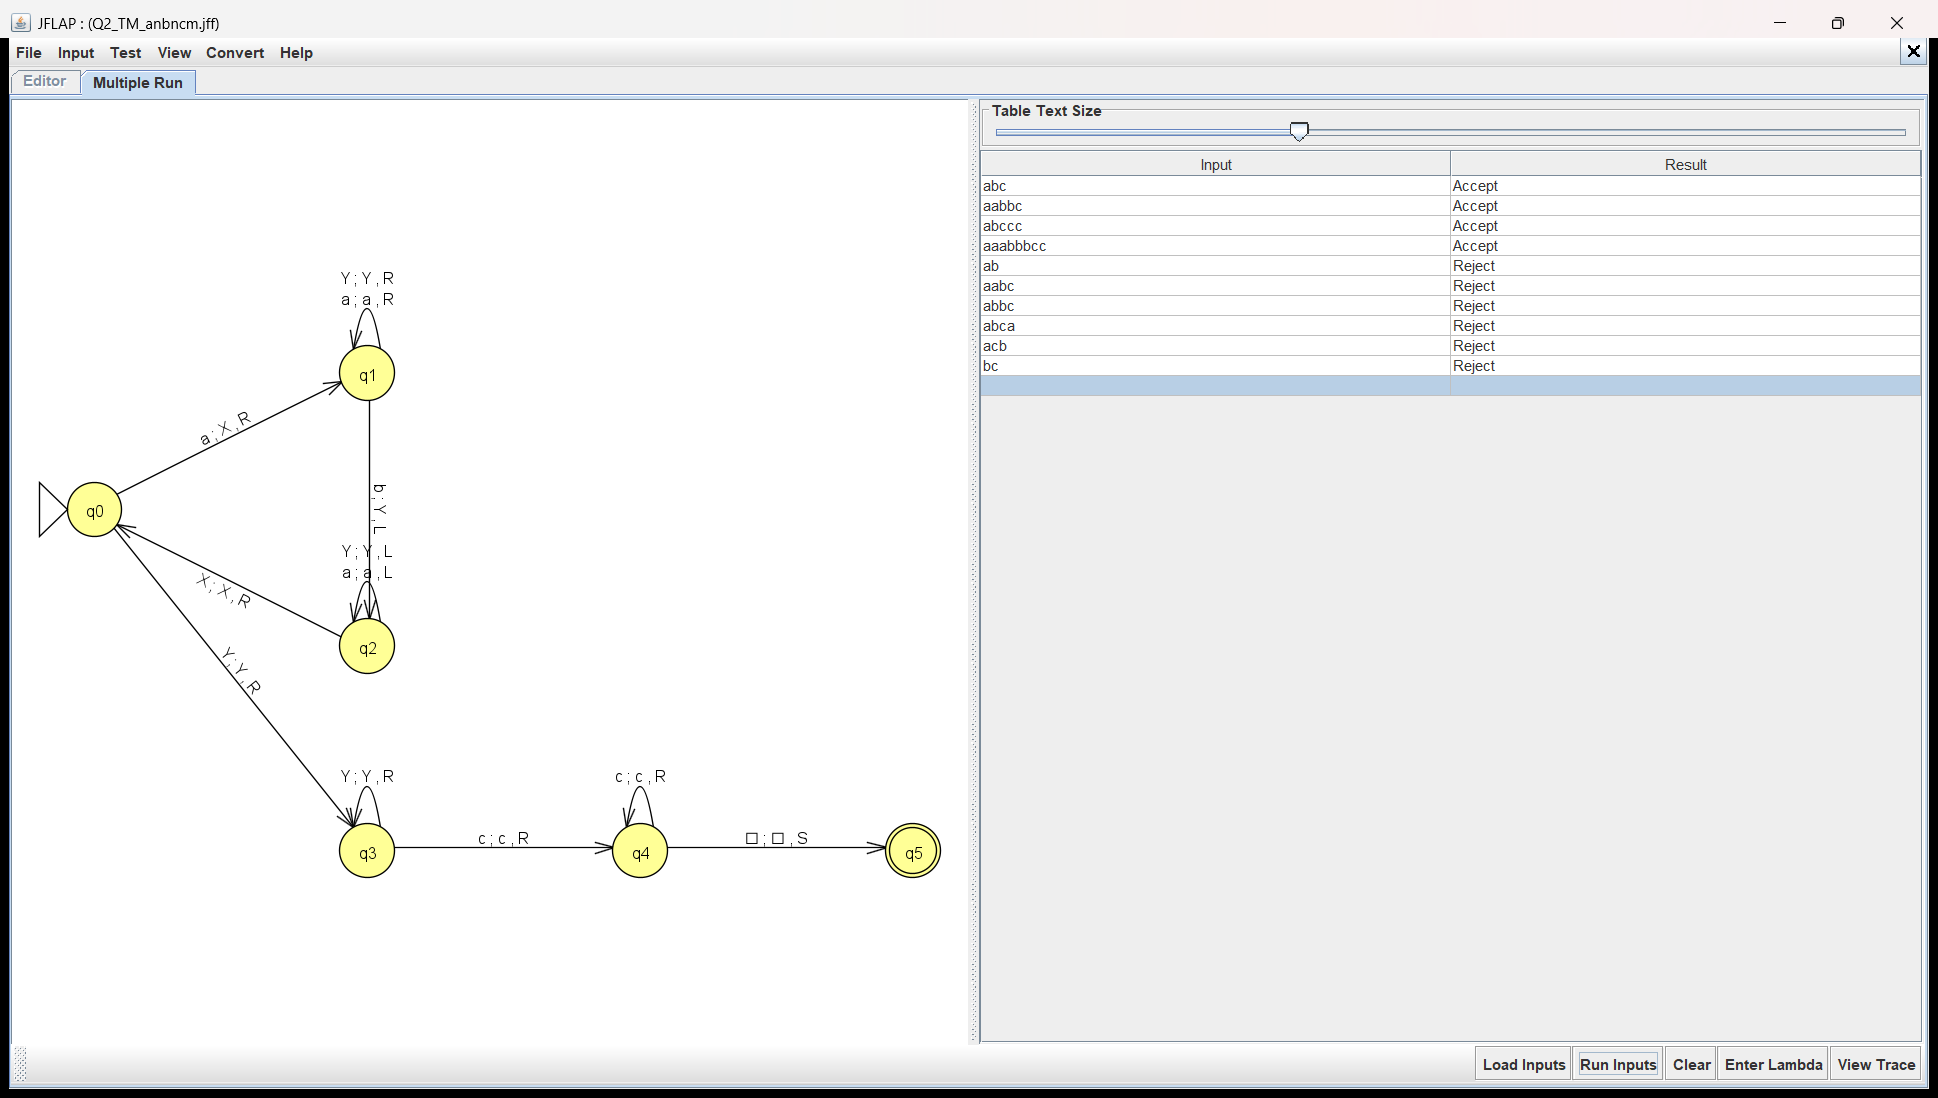 JFLAP : (Q2_TM_anbncm.jff)
File Input Test View Convert Help
Editor Multiple Run
Table Text Size
Input Result
abc Accept
aabbc Accept
abccc Accept
aaabbbcc Accept
ab Reject
aabc Reject
abbc Reject
abca Reject
acb Reject
bc Reject
Y ; Y , R
a ; a , R
q1
a ; X , R
q0
b ; Y , L
Y ; Y , L
a ; a , L
X ; X , R
q2
Y ; Y , R
Y ; Y , R
q3
c ; c , R
c ; c , R
q4
□ ; □ , S
q5
Load Inputs Run Inputs Clear Enter Lambda View Trace